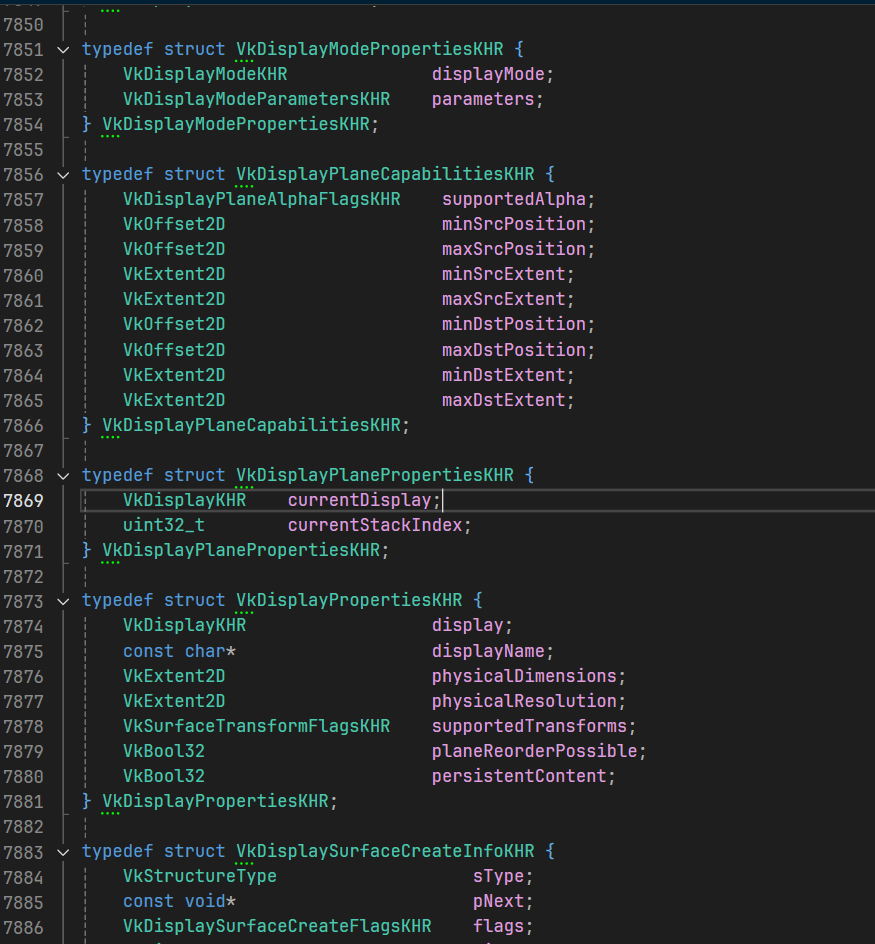 7850
7851 typedef struct VkDisplayModePropertiesKHR {
7852     VkDisplayModeKHR              displayMode;
7853     VkDisplayModeParametersKHR    parameters;
7854 } VkDisplayModePropertiesKHR;
7855
7856 typedef struct VkDisplayPlaneCapabilitiesKHR {
7857     VkDisplayPlaneAlphaFlagsKHR    supportedAlpha;
7858     VkOffset2D                     minSrcPosition;
7859     VkOffset2D                     maxSrcPosition;
7860     VkExtent2D                     minSrcExtent;
7861     VkExtent2D                     maxSrcExtent;
7862     VkOffset2D                     minDstPosition;
7863     VkOffset2D                     maxDstPosition;
7864     VkExtent2D                     minDstExtent;
7865     VkExtent2D                     maxDstExtent;
7866 } VkDisplayPlaneCapabilitiesKHR;
7867
7868 typedef struct VkDisplayPlanePropertiesKHR {
7869     VkDisplayKHR    currentDisplay;
7870     uint32_t        currentStackIndex;
7871 } VkDisplayPlanePropertiesKHR;
7872
7873 typedef struct VkDisplayPropertiesKHR {
7874     VkDisplayKHR                  display;
7875     const char*                   displayName;
7876     VkExtent2D                    physicalDimensions;
7877     VkExtent2D                    physicalResolution;
7878     VkSurfaceTransformFlagsKHR    supportedTransforms;
7879     VkBool32                      planeReorderPossible;
7880     VkBool32                      persistentContent;
7881 } VkDisplayPropertiesKHR;
7882
7883 typedef struct VkDisplaySurfaceCreateInfoKHR {
7884     VkStructureType                   sType;
7885     const void*                       pNext;
7886     VkDisplaySurfaceCreateFlagsKHR    flags;